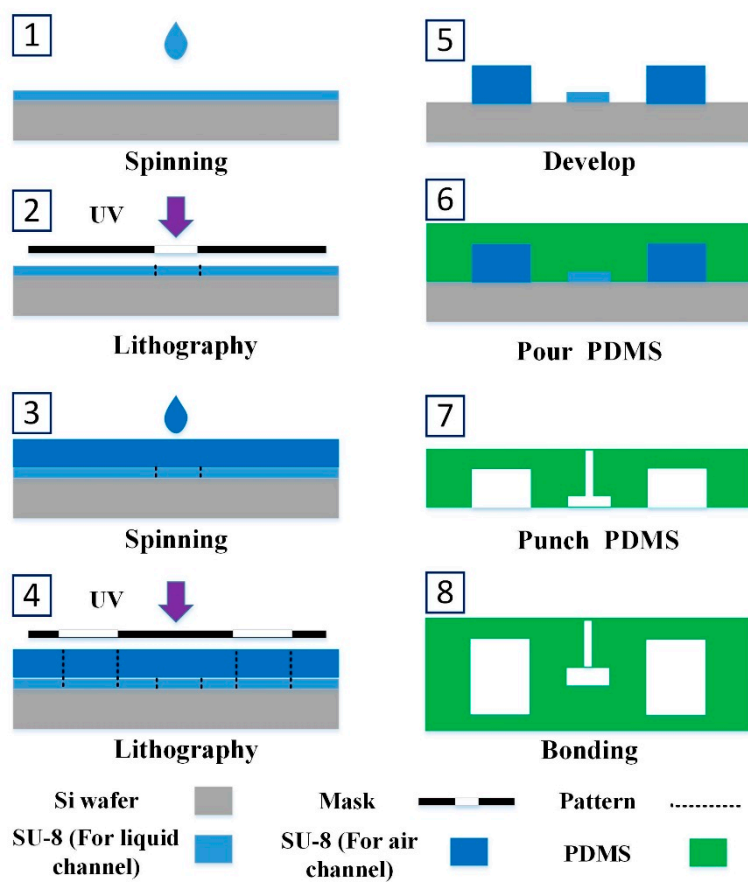 1
Spinning
2
UV
Lithography
3
Spinning
4
UV
Lithography
5
Develop
6
Pour PDMS
7
Punch PDMS
8
Bonding
Si wafer
Mask
Pattern
SU-8 (For liquid
channel)
SU-8 (For air
channel)
PDMS